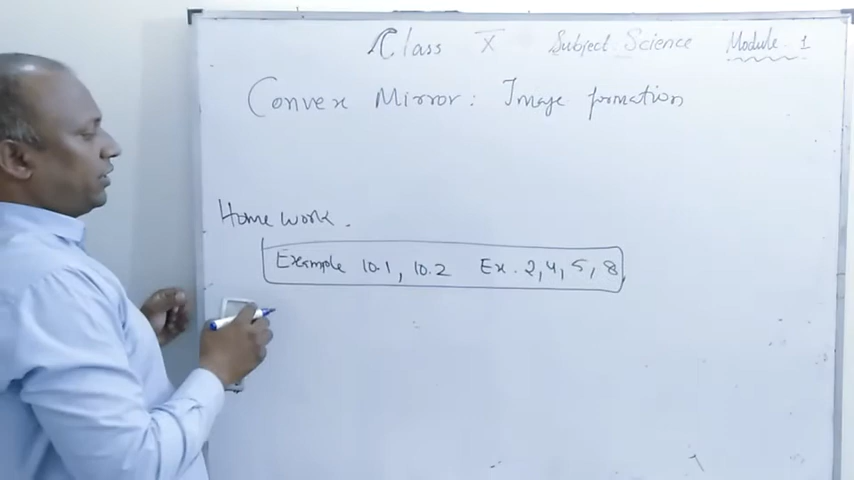 Class X Subject Science Module - 1
Convex Mirror: Image formation
Home work.
Example 10.1, 10.2 Ex. 2, 4, 5, 8,